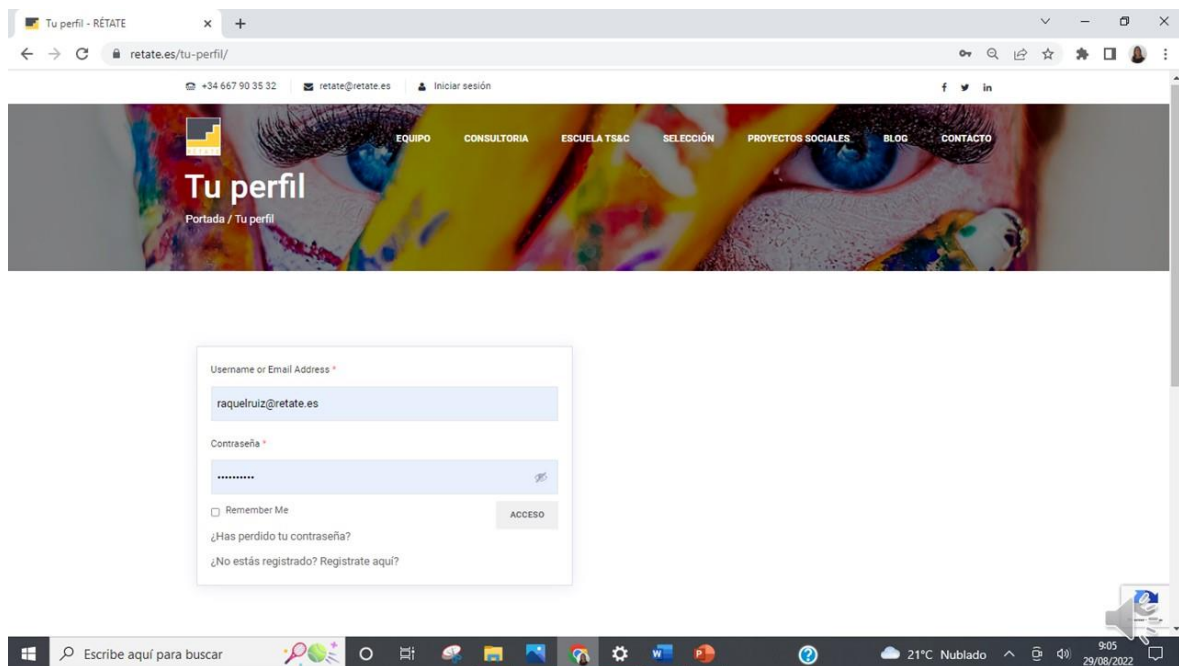 Tu perfil - RÉTATE
retate.es/tu-perfil/
+34 667 90 35 32 retate@retate.es Iniciar sesión
RETATE
EQUIPO CONSULTORIA ESCUELA TS&C SELECCIÓN PROYECTOS SOCIALES BLOG CONTACTO
Tu perfil
Portada / Tu perfil
Username or Email Address *
raquelruiz@retate.es
Contraseña *
Remember Me
ACCESO
¿Has perdido tu contraseña?
¿No estás registrado? Registrate aquí?
Escribe aquí para buscar
21°C Nublado
9:05
29/08/2022